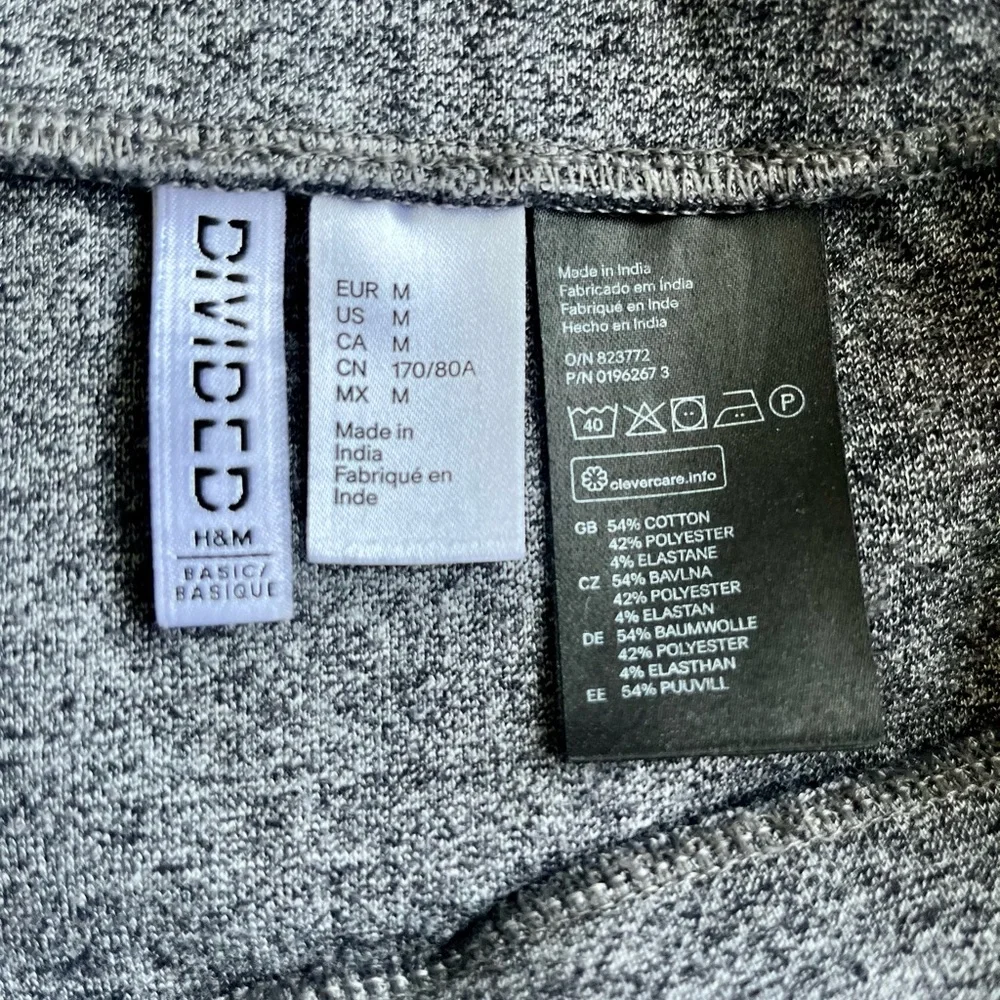 DIVIDED
H&M
BASIC/
BASIQUE
EUR M
US M
CA M
CN 170/80A
MX M
Made in
India
Fabriqué en
Inde
Made in India
Fabricado em Índia
Fabriqué en Inde
Hecho en India
O/N 823772
P/N 0196267 3
40 P
clevercare.info
GB 54% COTTON
42% POLYESTER
4% ELASTANE
CZ 54% BAVLNA
42% POLYESTER
4% ELASTAN
DE 54% BAUMWOLLE
42% POLYESTER
4% ELASTHAN
EE 54% PUUVILL